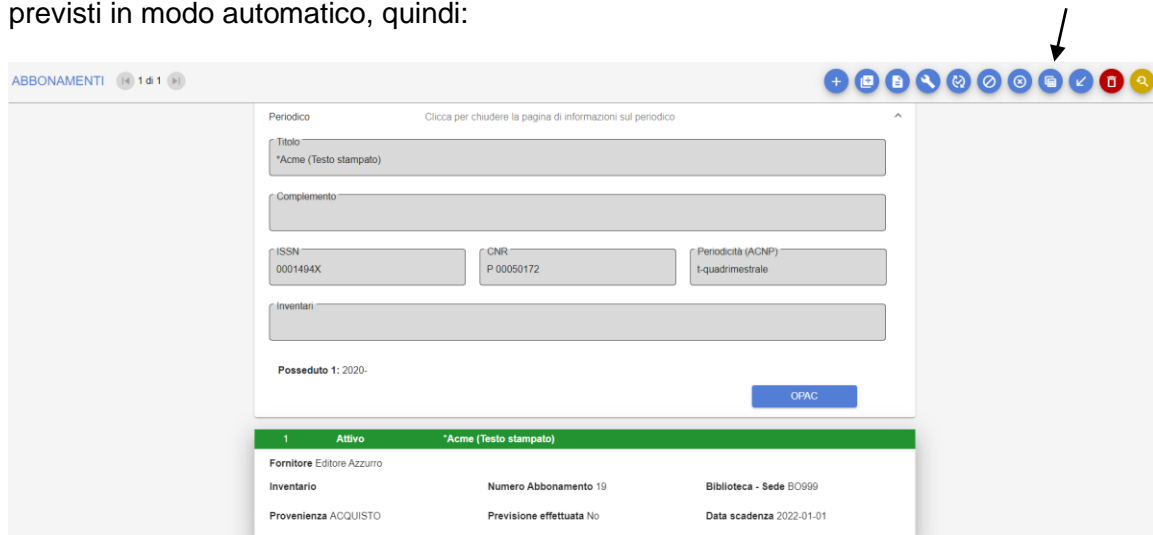 previsti in modo automatico, quindi:
ABBONAMENTI 1 di 1
Periodico Clicca per chiudere la pagina di informazioni sul periodico
Titolo
*Acme (Testo stampato)
Complemento
ISSN CNR Periodicità (ACNP)
0001494X P 00050172 t-quadrimestrale
Inventari
Posseduto 1: 2020-
OPAC
1 Attivo *Acme (Testo stampato)
Fornitore Editore Azzurro
Inventario Numero Abbonamento 19 Biblioteca - Sede BO999
Provenienza ACQUISTO Previsione effettuata No Data scadenza 2022-01-01